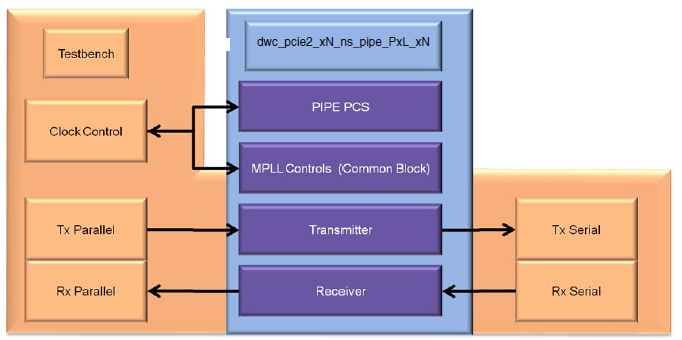 dwc_pcie2_xN_ns_pipe_PxL_xN
Testbench
PIPE PCS
Clock Control
MPLL Controls (Common Block)
Tx Parallel
Transmitter
Tx Serial
Rx Parallel
Receiver
Rx Serial